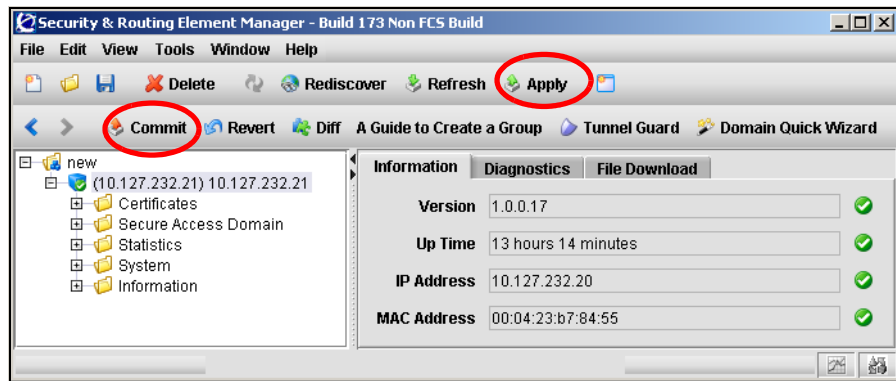 Security & Routing Element Manager - Build 173 Non FCS Build
File Edit View Tools Window Help
Delete Rediscover Refresh Apply
Commit Revert Diff A Guide to Create a Group Tunnel Guard Domain Quick Wizard
new
(10.127.232.21) 10.127.232.21
Certificates
Secure Access Domain
Statistics
System
Information
Information Diagnostics File Download
Version 1.0.0.17
Up Time 13 hours 14 minutes
IP Address 10.127.232.20
MAC Address 00:04:23:b7:84:55